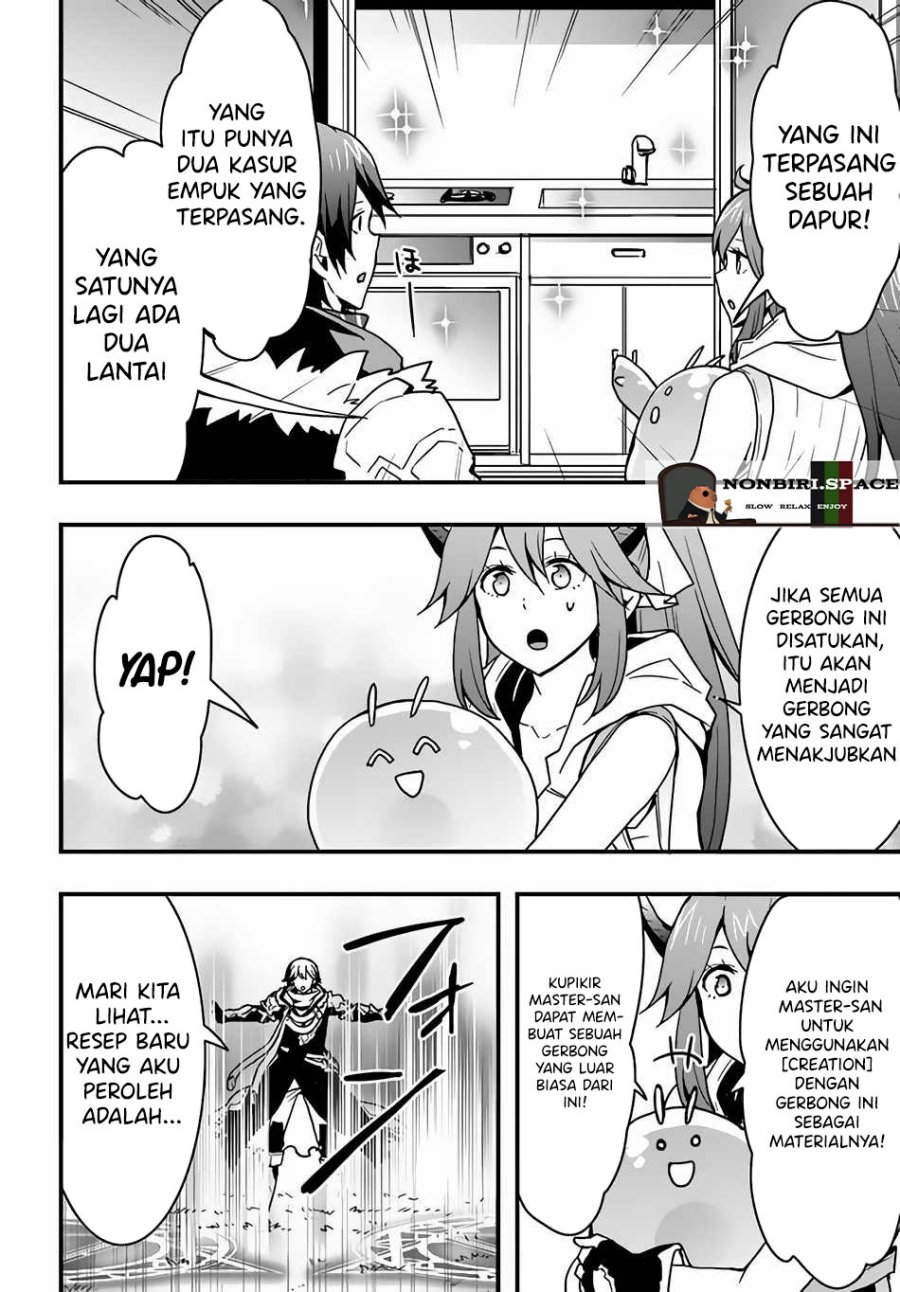 YANG INI
TERPASANG
SEBUAH
DAPUR!
YANG
ITU PUNYA
DUA KASUR
EMPUK YANG
TERPASANG.
YANG
SATUNYA
LAGI ADA
DUA
LANTAI
ほー
NONBIRI.SPACE
SLOW RELAX ENJOY
JIKA SEMUA
GERBONG INI
DISATUKAN,
ITU AKAN
MENJADI
GERBONG
YANG SANGAT
MENAKJUBKAN
YAP!
AKU INGIN
MASTER-SAN
UNTUK
MENGGUNAKAN
[CREATION]
DENGAN
GERBONG INI
SEBAGAI
MATERIALNYA!
KUPIKIR
MASTER-SAN
DAPAT MEM-
BUAT SEBUAH
GERBONG
YANG LUAR
BIASA DARI
INI!
フォン
MARI KITA
LIHAT...
RESEP BARU
YANG AKU
PEROLEH
ADALAH...